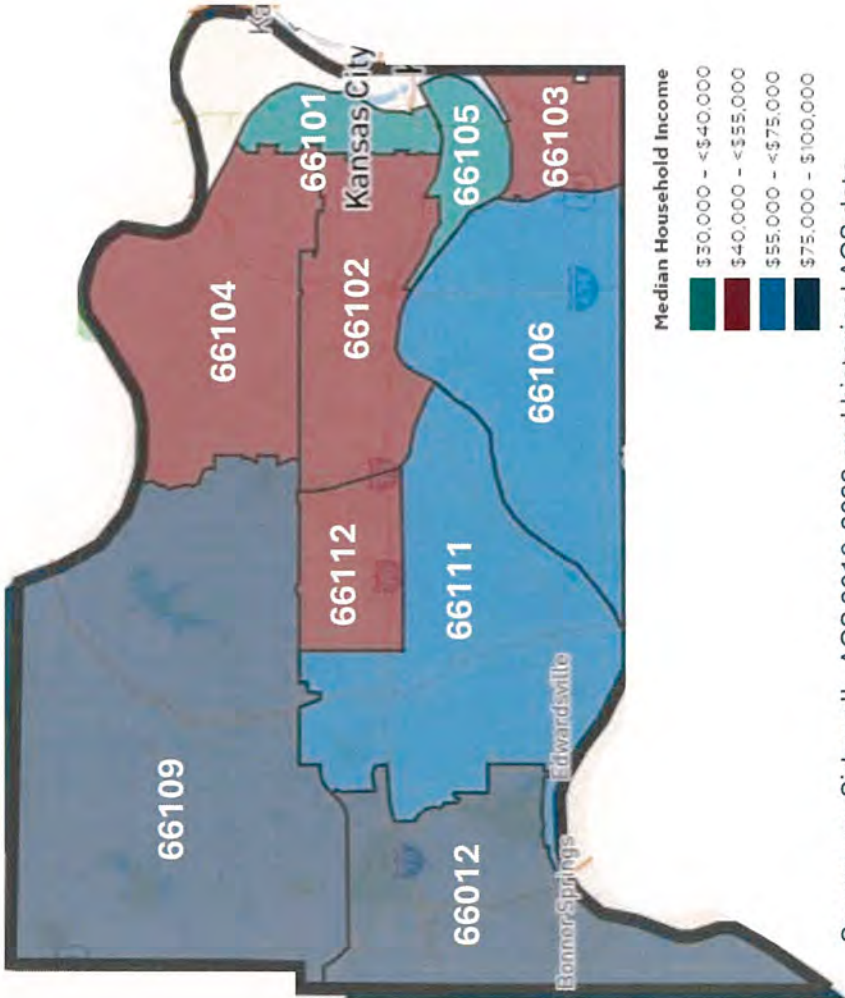 66109
66104
66101
Kansas City
66112
66102
66105
66103
66111
66106
66012
Edwardsville
Bonner Springs
Median Household Income
$30,000 - <$40,000
$40,000 - <$55,000
$55,000 - <$75,000
$75,000 - $100,000